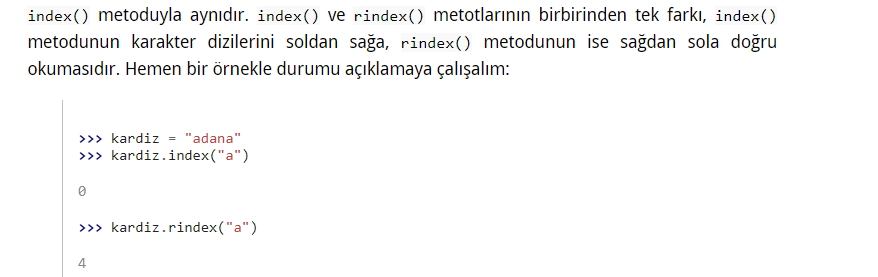 index() metoduyla aynıdır. index() ve rindex() metotlarının birbirinden tek farkı, index()
metodunun karakter dizilerini soldan sağa, rindex() metodunun ise sağdan sola doğru
okumasıdır. Hemen bir örnekle durumu açıklamaya çalışalım:
>>> kardiz = "adana"
>>> kardiz.index("a")
0
>>> kardiz.rindex("a")
4